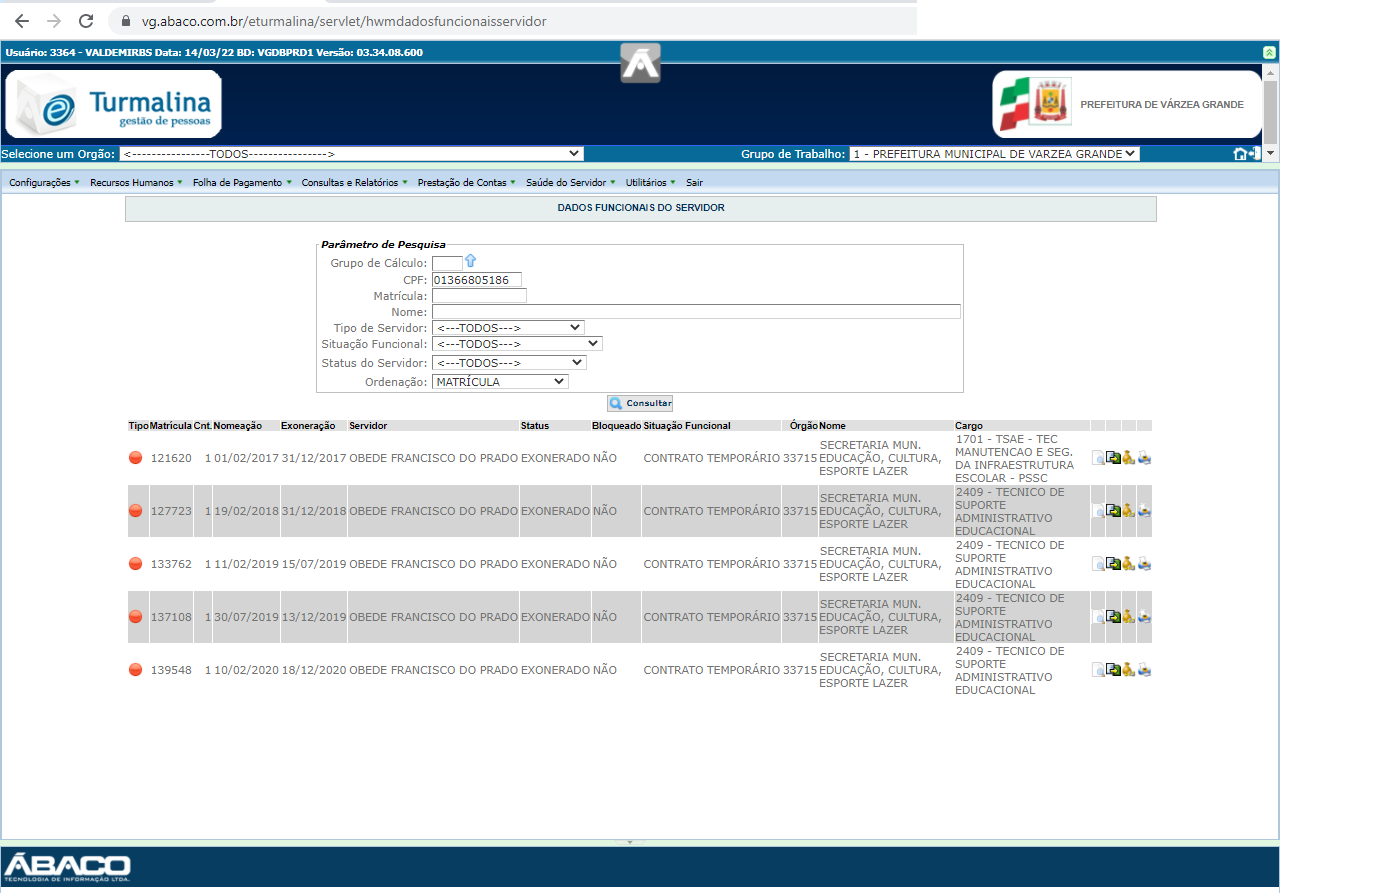 vg.abaco.com.br/eturmalina/servlet/hwmdadosfuncionaisservidor
Usuário: 3364 - VALDEMIRBS Data: 14/03/22 BD: VGDBPRD1 Versão: 03.34.08.600
Turmalina
gestão de pessoas
PREFEITURA DE VÁRZEA GRANDE
Selecione um Orgão: <----------------TODOS----------------> Grupo de Trabalho: 1 - PREFEITURA MUNICIPAL DE VARZEA GRANDE
Configurações Recursos Humanos Folha de Pagamento Consultas e Relatórios Prestação de Contas Saúde do Servidor Utilitários Sair
DADOS FUNCIONAIS DO SERVIDOR
Parâmetro de Pesquisa
Grupo de Cálculo:
CPF: 01366805186
Matrícula:
Nome:
Tipo de Servidor: <---TODOS--->
Situação Funcional: <---TODOS--->
Status do Servidor: <---TODOS--->
Ordenação: MATRÍCULA
Consultar
Tipo Matrícula Cnt. Nomeação Exoneração Servidor Status Bloqueado Situação Funcional Órgão Nome Cargo
121620 1 01/02/2017 31/12/2017 OBEDE FRANCISCO DO PRADO EXONERADO NÃO CONTRATO TEMPORÁRIO 33715 SECRETARIA MUN. EDUCAÇÃO, CULTURA, ESPORTE LAZER 1701 - TSAE - TEC MANUTENCAO E SEG. DA INFRAESTRUTURA ESCOLAR - PSSC
127723 1 19/02/2018 31/12/2018 OBEDE FRANCISCO DO PRADO EXONERADO NÃO CONTRATO TEMPORÁRIO 33715 SECRETARIA MUN. EDUCAÇÃO, CULTURA, ESPORTE LAZER 2409 - TECNICO DE SUPORTE ADMINISTRATIVO EDUCACIONAL
133762 1 11/02/2019 15/07/2019 OBEDE FRANCISCO DO PRADO EXONERADO NÃO CONTRATO TEMPORÁRIO 33715 SECRETARIA MUN. EDUCAÇÃO, CULTURA, ESPORTE LAZER 2409 - TECNICO DE SUPORTE ADMINISTRATIVO EDUCACIONAL
137108 1 30/07/2019 13/12/2019 OBEDE FRANCISCO DO PRADO EXONERADO NÃO CONTRATO TEMPORÁRIO 33715 SECRETARIA MUN. EDUCAÇÃO, CULTURA, ESPORTE LAZER 2409 - TECNICO DE SUPORTE ADMINISTRATIVO EDUCACIONAL
139548 1 10/02/2020 18/12/2020 OBEDE FRANCISCO DO PRADO EXONERADO NÃO CONTRATO TEMPORÁRIO 33715 SECRETARIA MUN. EDUCAÇÃO, CULTURA, ESPORTE LAZER 2409 - TECNICO DE SUPORTE ADMINISTRATIVO EDUCACIONAL
ÁBACO
TECNOLOGIA DE INFORMAÇÃO LTDA.